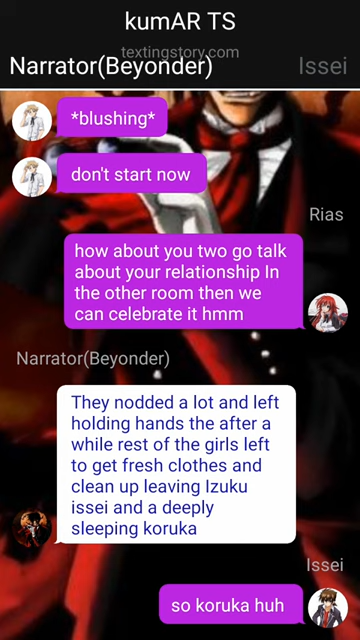 kumAR TS
textingstory.com
Narrator(Beyonder)
Issei
*blushing*
don't start now
Rias
how about you two go talk
about your relationship In
the other room then we
can celebrate it hmm
Narrator(Beyonder)
They nodded a lot and left
holding hands the after a
while rest of the girls left
to get fresh clothes and
clean up leaving Izuku
issei and a deeply
sleeping koruka
Issei
so koruka huh